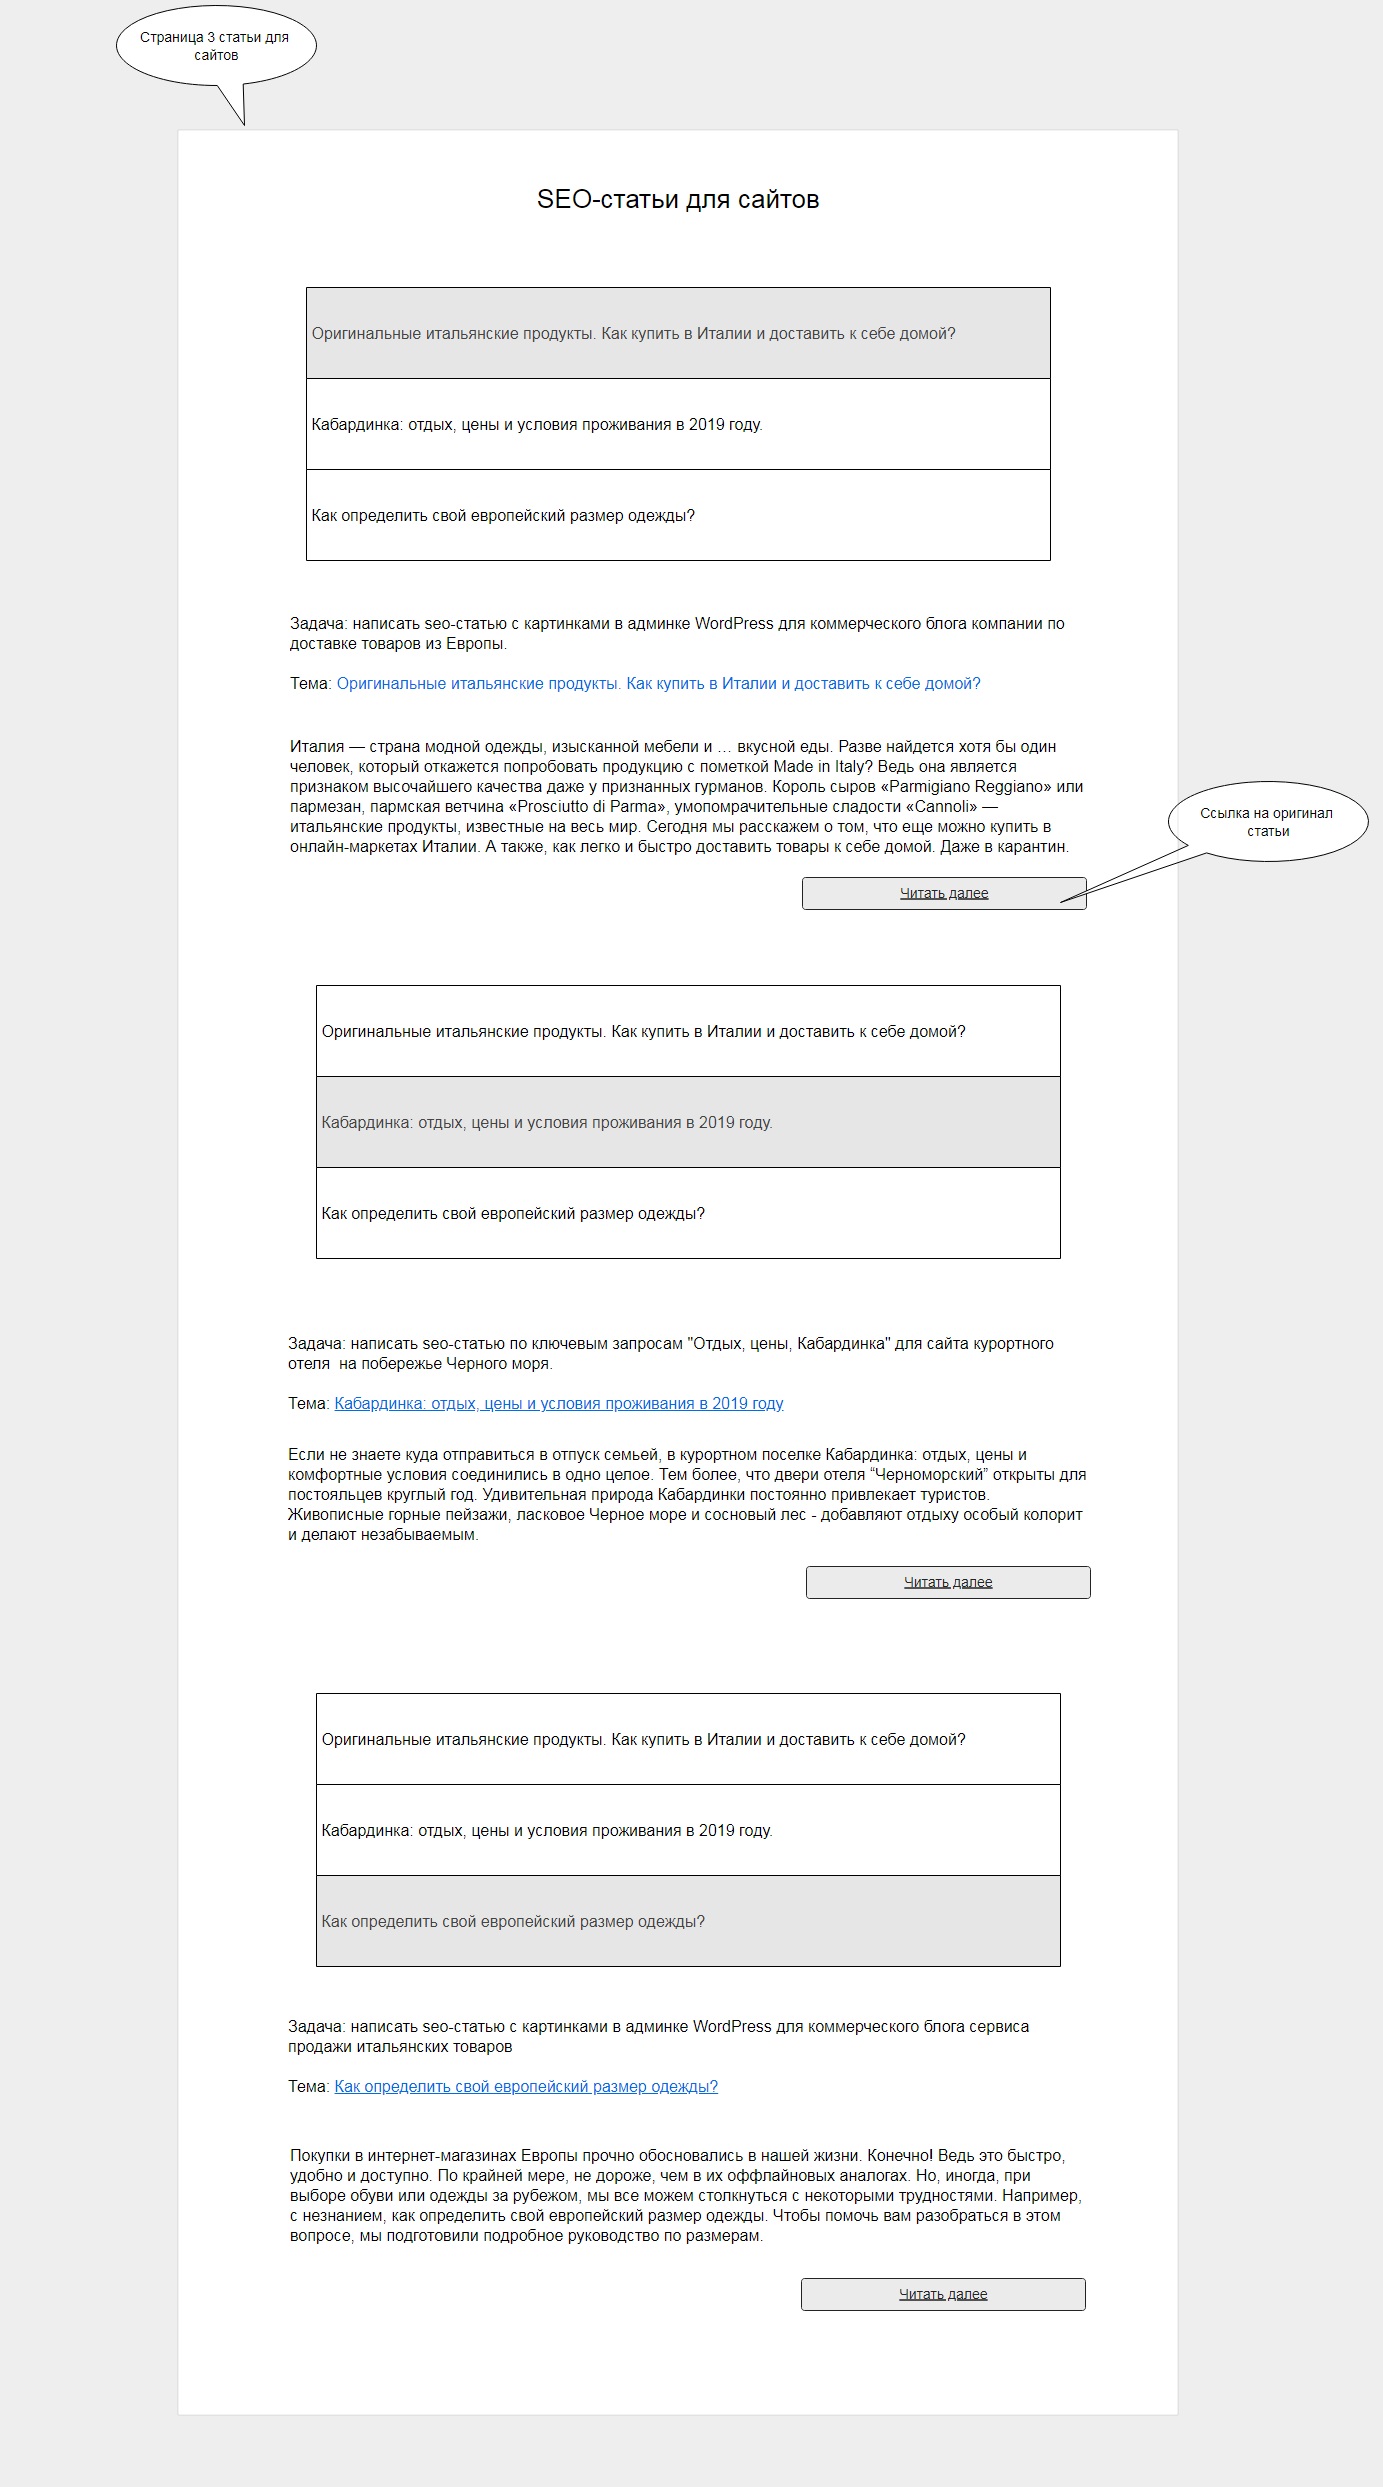 Страница 3 статьи для
сайтов
SEO-статьи для сайтов
Оригинальные итальянские продукты. Как купить в Италии и доставить к себе домой?
Кабардинка: отдых, цены и условия проживания в 2019 году.
Как определить свой европейский размер одежды?
Задача: написать seo-статью с картинками в админке WordPress для коммерческого блога компании по
доставке товаров из Европы.
Тема: Оригинальные итальянские продукты. Как купить в Италии и доставить к себе домой?
Италия — страна модной одежды, изысканной мебели и … вкусной еды. Разве найдется хотя бы один
человек, который откажется попробовать продукцию с пометкой Made in Italy? Ведь она является
признаком высочайшего качества даже у признанных гурманов. Король сыров «Parmigiano Reggiano» или
пармезан, пармская ветчина «Prosciutto di Parma», умопомрачительные сладости «Cannoli» —
итальянские продукты, известные на весь мир. Сегодня мы расскажем о том, что еще можно купить в
онлайн-маркетах Италии. А также, как легко и быстро доставить товары к себе домой. Даже в карантин.
Ссылка на оригинал
статьи
Читать далее
Оригинальные итальянские продукты. Как купить в Италии и доставить к себе домой?
Кабардинка: отдых, цены и условия проживания в 2019 году.
Как определить свой европейский размер одежды?
Задача: написать seo-статью по ключевым запросам "Отдых, цены, Кабардинка" для сайта курортного
отеля  на побережье Черного моря.
Тема: Кабардинка: отдых, цены и условия проживания в 2019 году
Если не знаете куда отправиться в отпуск семьей, в курортном поселке Кабардинка: отдых, цены и
комфортные условия соединились в одно целое. Тем более, что двери отеля “Черноморский” открыты для
постояльцев круглый год. Удивительная природа Кабардинки постоянно привлекает туристов.
Живописные горные пейзажи, ласковое Черное море и сосновый лес - добавляют отдыху особый колорит
и делают незабываемым.
Читать далее
Оригинальные итальянские продукты. Как купить в Италии и доставить к себе домой?
Кабардинка: отдых, цены и условия проживания в 2019 году.
Как определить свой европейский размер одежды?
Задача: написать seo-статью с картинками в админке WordPress для коммерческого блога сервиса
продажи итальянских товаров
Тема: Как определить свой европейский размер одежды?
Покупки в интернет-магазинах Европы прочно обосновались в нашей жизни. Конечно! Ведь это быстро,
удобно и доступно. По крайней мере, не дороже, чем в их оффлайновых аналогах. Но, иногда, при
выборе обуви или одежды за рубежом, мы все можем столкнуться с некоторыми трудностями. Например,
с незнанием, как определить свой европейский размер одежды. Чтобы помочь вам разобраться в этом
вопросе, мы подготовили подробное руководство по размерам.
Читать далее